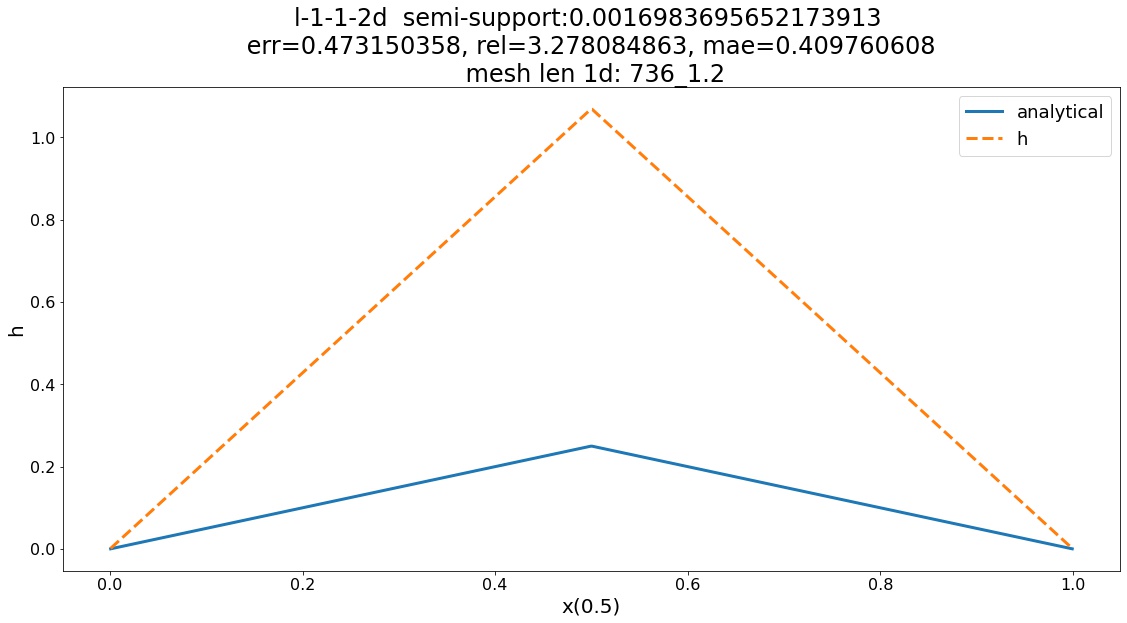 l-1-1-2d  semi-support:0.0016983695652173913
err=0.473150358, rel=3.278084863, mae=0.409760608
mesh len 1d: 736_1.2
analytical
h
1.0
0.8
0.6
0.4
0.2
0.0
h
0.0 0.2 0.4 0.6 0.8 1.0
x(0.5)